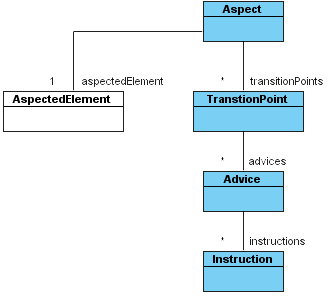 Aspect
1 aspectedElement
* transitionPoints
AspectedElement
TranstionPoint
* advices
Advice
* instructions
Instruction